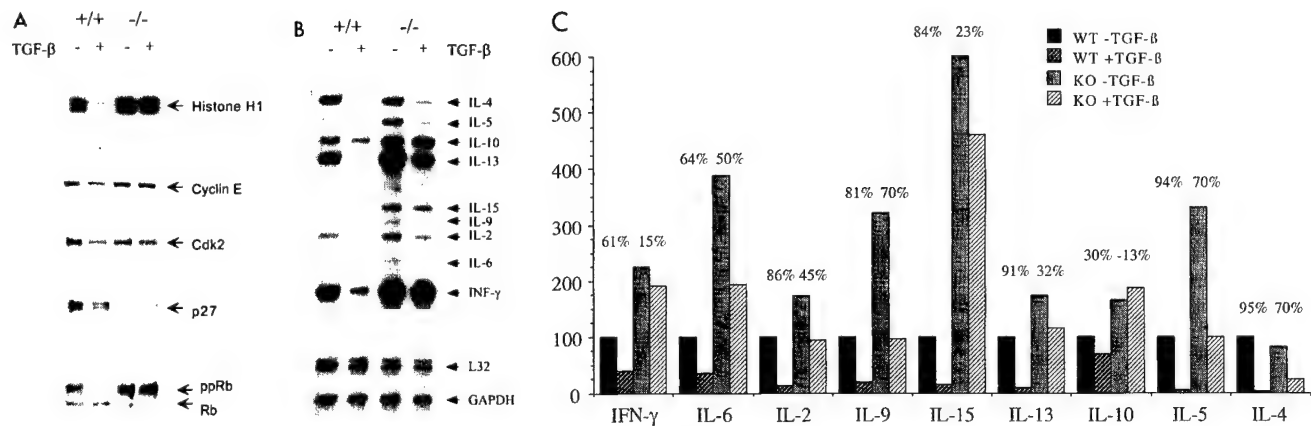 A
+/+ -/-
TGF-β - + - +
Histone H1
Cyclin E
Cdk2
p27
ppRb
Rb
B
+/+ -/-
- + - + TGF-β
IL-4
IL-5
IL-10
IL-13
IL-15
IL-9
IL-2
IL-6
INF-γ
L32
GAPDH
C
WT -TGF-ß
WT +TGF-ß
KO -TGF-ß
KO +TGF-ß
600
500
400
300
200
100
0
61% 15%
64% 50%
86% 45%
81% 70%
84% 23%
91% 32%
30% -13%
94% 70%
95% 70%
IFN-γ IL-6 IL-2 IL-9 IL-15 IL-13 IL-10 IL-5 IL-4